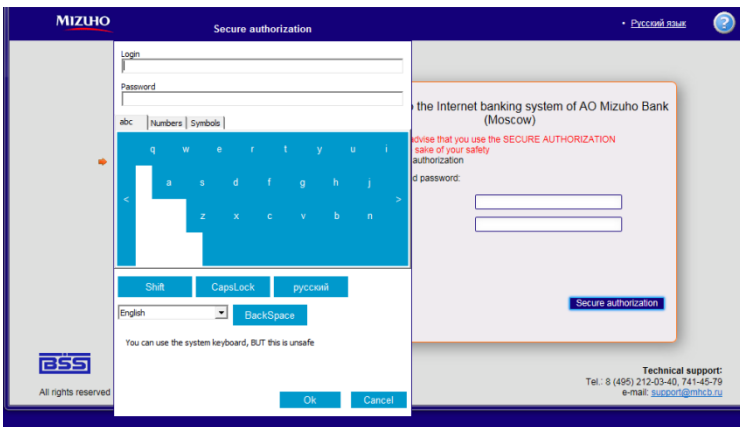 MIZUHO
Secure authorization
• Русский язык
?
Login
Password
abc Numbers Symbols
q w e r t y u i
a s d f g h j
< >
z x c v b n
Shift CapsLock русский
English BackSpace
You can use the system keyboard, BUT this is unsafe
Ok Cancel
the Internet banking system of AO Mizuho Bank
(Moscow)
advise that you use the SECURE AUTHORIZATION
sake of your safety
authorization
d password:
Secure authorization
BSS
All rights reserved
Technical support:
Tel.: 8 (495) 212-03-40, 741-45-79
e-mail: support@mhcb.ru